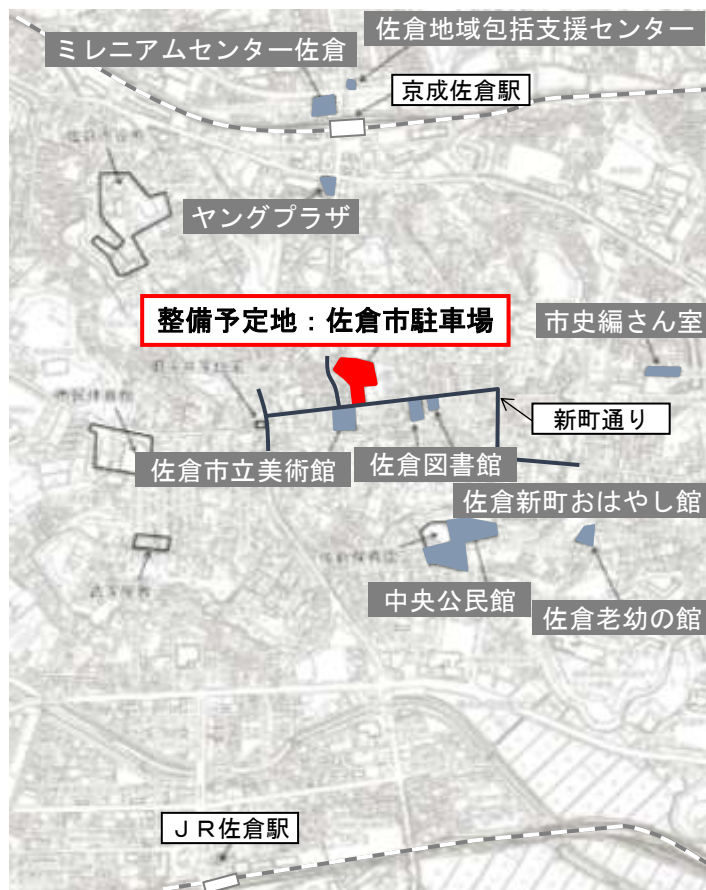 佐倉地域包括支援センター
ミレニアムセンター佐倉
京成佐倉駅
ヤングプラザ
整備予定地：佐倉市駐車場
市史編さん室
新町通り
佐倉市立美術館
佐倉図書館
佐倉新町おはやし館
中央公民館
佐倉老幼の館
ＪＲ佐倉駅